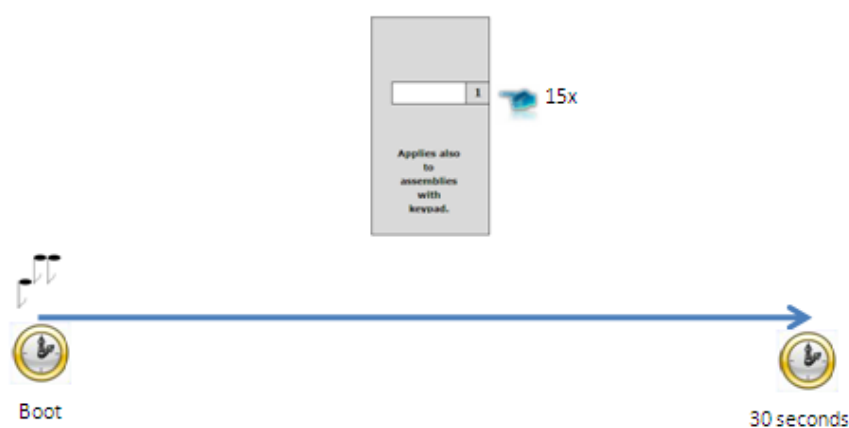 1
15x
Applies also
to
assemblies
with
keypad.
Boot
30 seconds